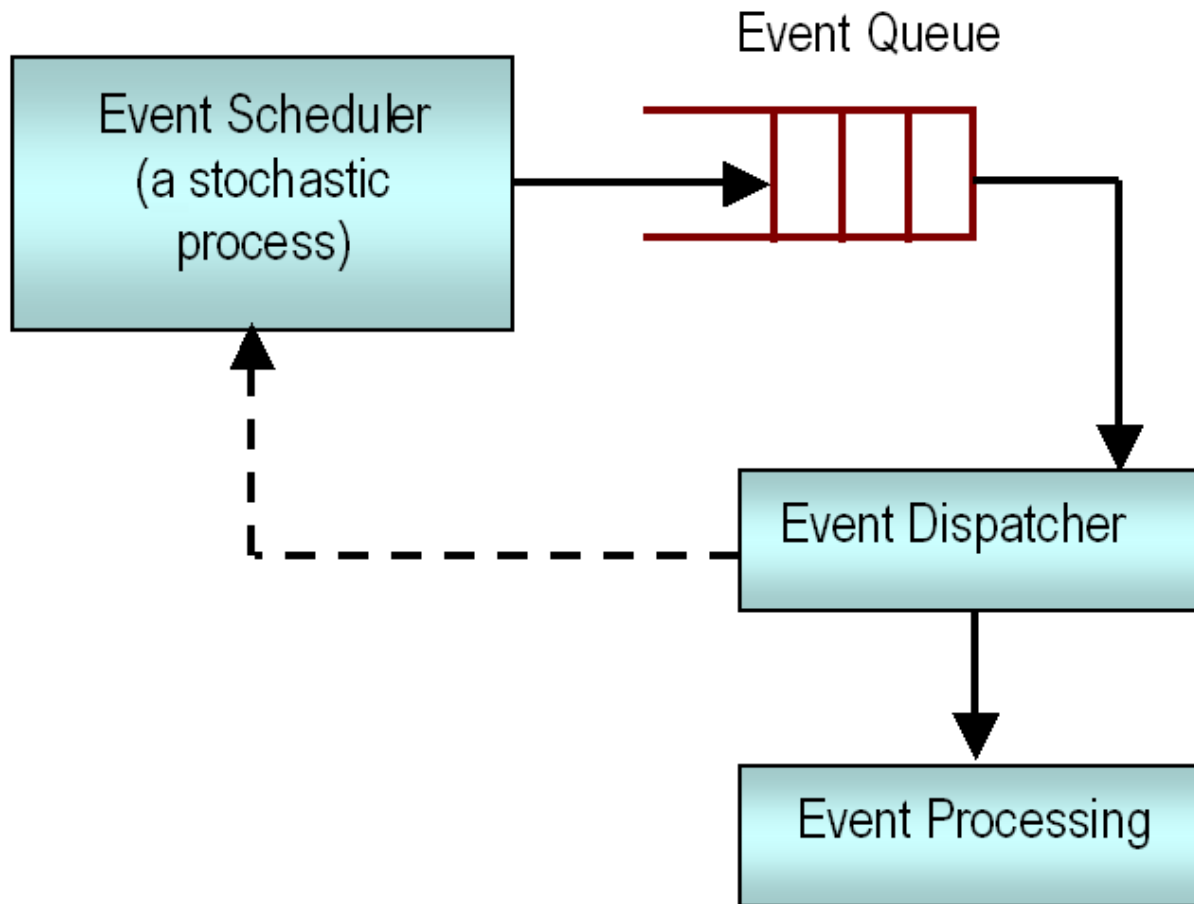 Event Queue
Event Scheduler
(a stochastic
process)
Event Dispatcher
Event Processing